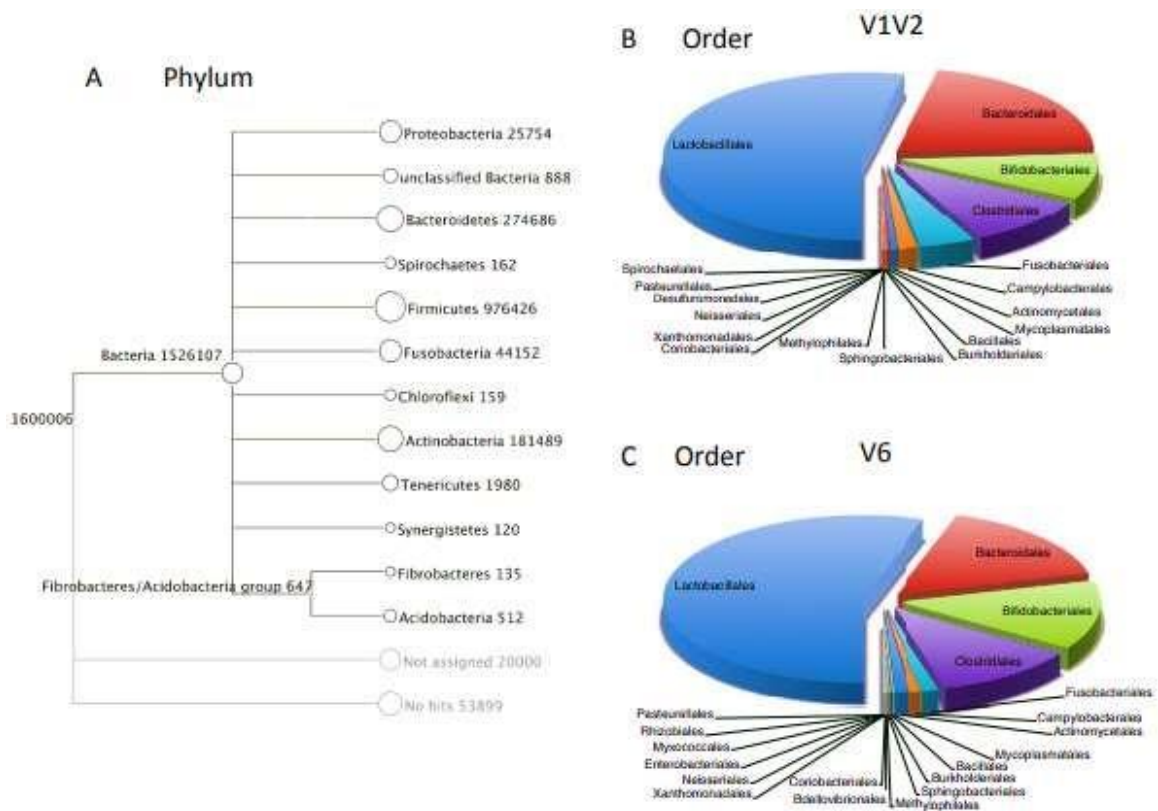 A Phylum
Proteobacteria 25754
unclassified Bacteria 888
Bacteroidetes 274686
Spirochaetes 162
Firmicutes 976426
Bacteria 1526107
Fusobacteria 44152
Chloroflexi 159
1600006
Actinobacteria 181489
Tenericutes 1980
Synergistetes 120
Fibrobacteres/Acidobacteria group 647
Fibrobacteres 135
Acidobacteria 512
Not assigned 20000
No hits 53899
B Order V1V2
Lactobacillales
Bacteroidales
Bifidobacteriales
Clostridiales
Spirochaetales
Pasteurellales
Desulfuromonadales
Neisseriales
Xanthomonadales
Coriobacteriales
Methylophilales
Sphingobacteriales
Fusobacteriales
Campylobacterales
Actinomycetales
Mycoplasmatales
Bacillales
Burkholderiales
C Order V6
Lactobacillales
Bacteroidales
Bifidobacteriales
Clostridiales
Pasteurellales
Rhizobiales
Myxococcales
Enterobacteriales
Neisseriales
Xanthomonadales
Coriobacteriales
Bdellovibrionales
Fusobacteriales
Campylobacterales
Actinomycetales
Mycoplasmatales
Bacillales
Burkholderiales
Sphingobacteriales
Methylophilales